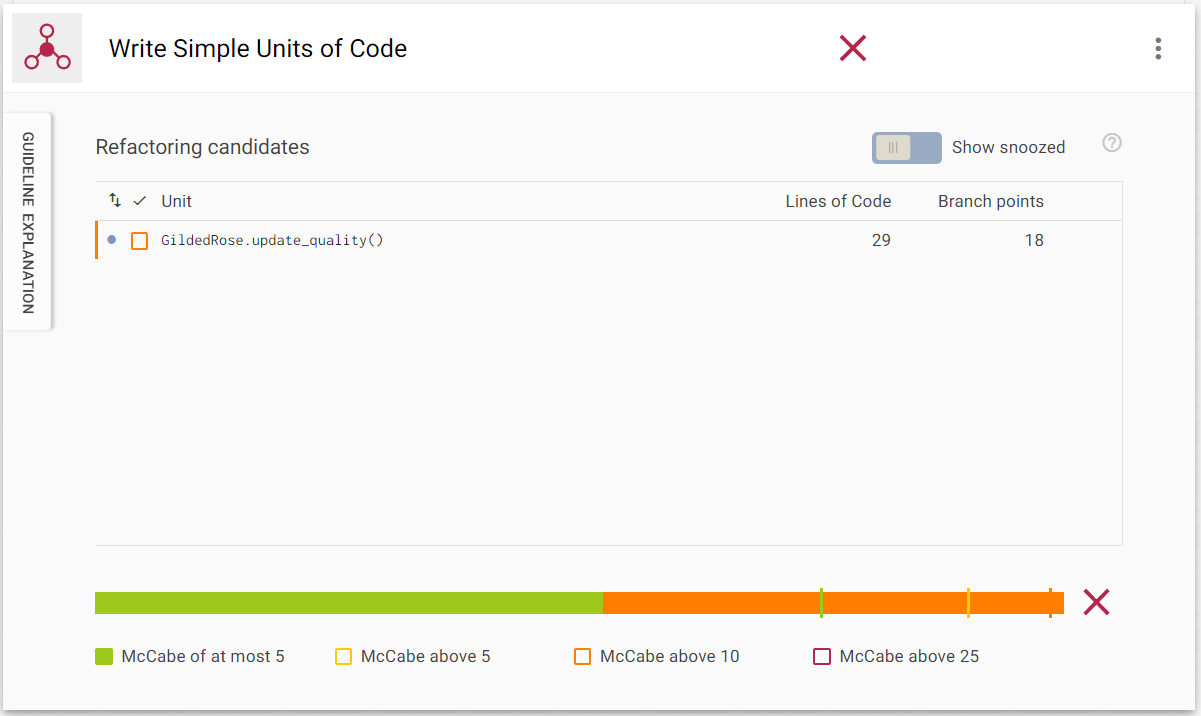 Write Simple Units of Code
GUIDELINE EXPLANATION
Refactoring candidates
Show snoozed
Unit Lines of Code Branch points
GildedRose.update_quality() 29 18
McCabe of at most 5 McCabe above 5 McCabe above 10 McCabe above 25